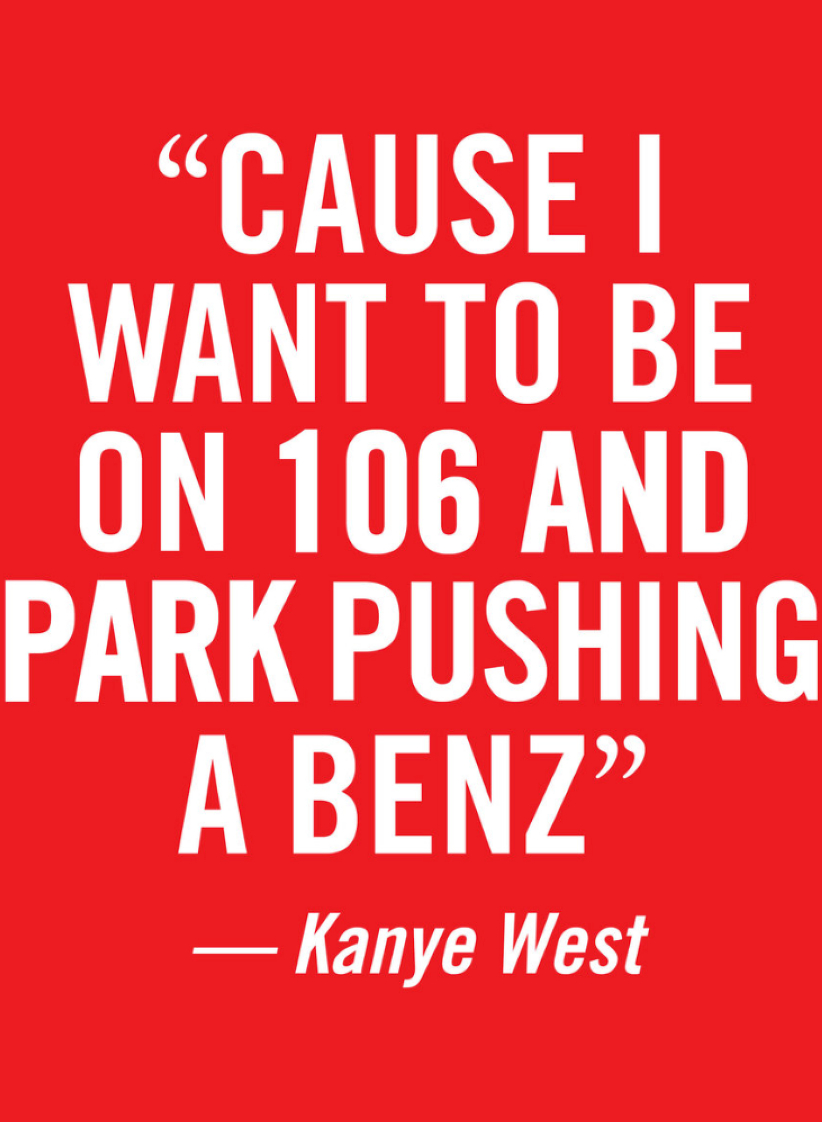 “CAUSE I
WANT TO BE
ON 106 AND
PARK PUSHING
A BENZ”
— Kanye West